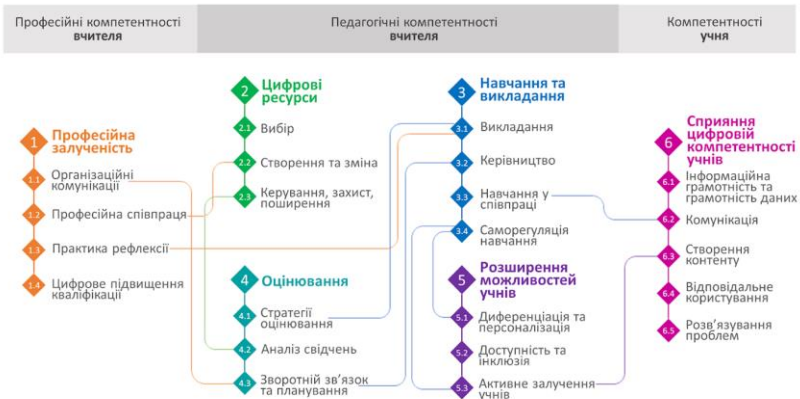 Професійні компетентності
вчителя
Педагогічні компетентності
вчителя
Компетентності
учня
1
Професійна
залученість
1.1
Організаційні
комунікації
1.2
Професійна співпраця
1.3
Практика рефлексії
1.4
Цифрове підвищення
кваліфікації
2
Цифрові
ресурси
2.1
Вибір
2.2
Створення та зміна
2.3
Керування, захист,
поширення
4
Оцінювання
4.1
Стратегії
оцінювання
4.2
Аналіз свідчень
4.3
Зворотній зв’язок
та планування
3
Навчання та
викладання
3.1
Викладання
3.2
Керівництво
3.3
Навчання у
співпраці
3.4
Саморегуляція
навчання
5
Розширення
можливостей
учнів
5.1
Диференціація та
персоналізація
5.2
Доступність та
інклюзія
5.3
Активне залучення
учнів
6
Сприяння
цифровій
компетентності
учнів
6.1
Інформаційна
грамотність та
грамотність даних
6.2
Комунікація
6.3
Створення
контенту
6.4
Відповідальне
користування
6.5
Розв’язування
проблем